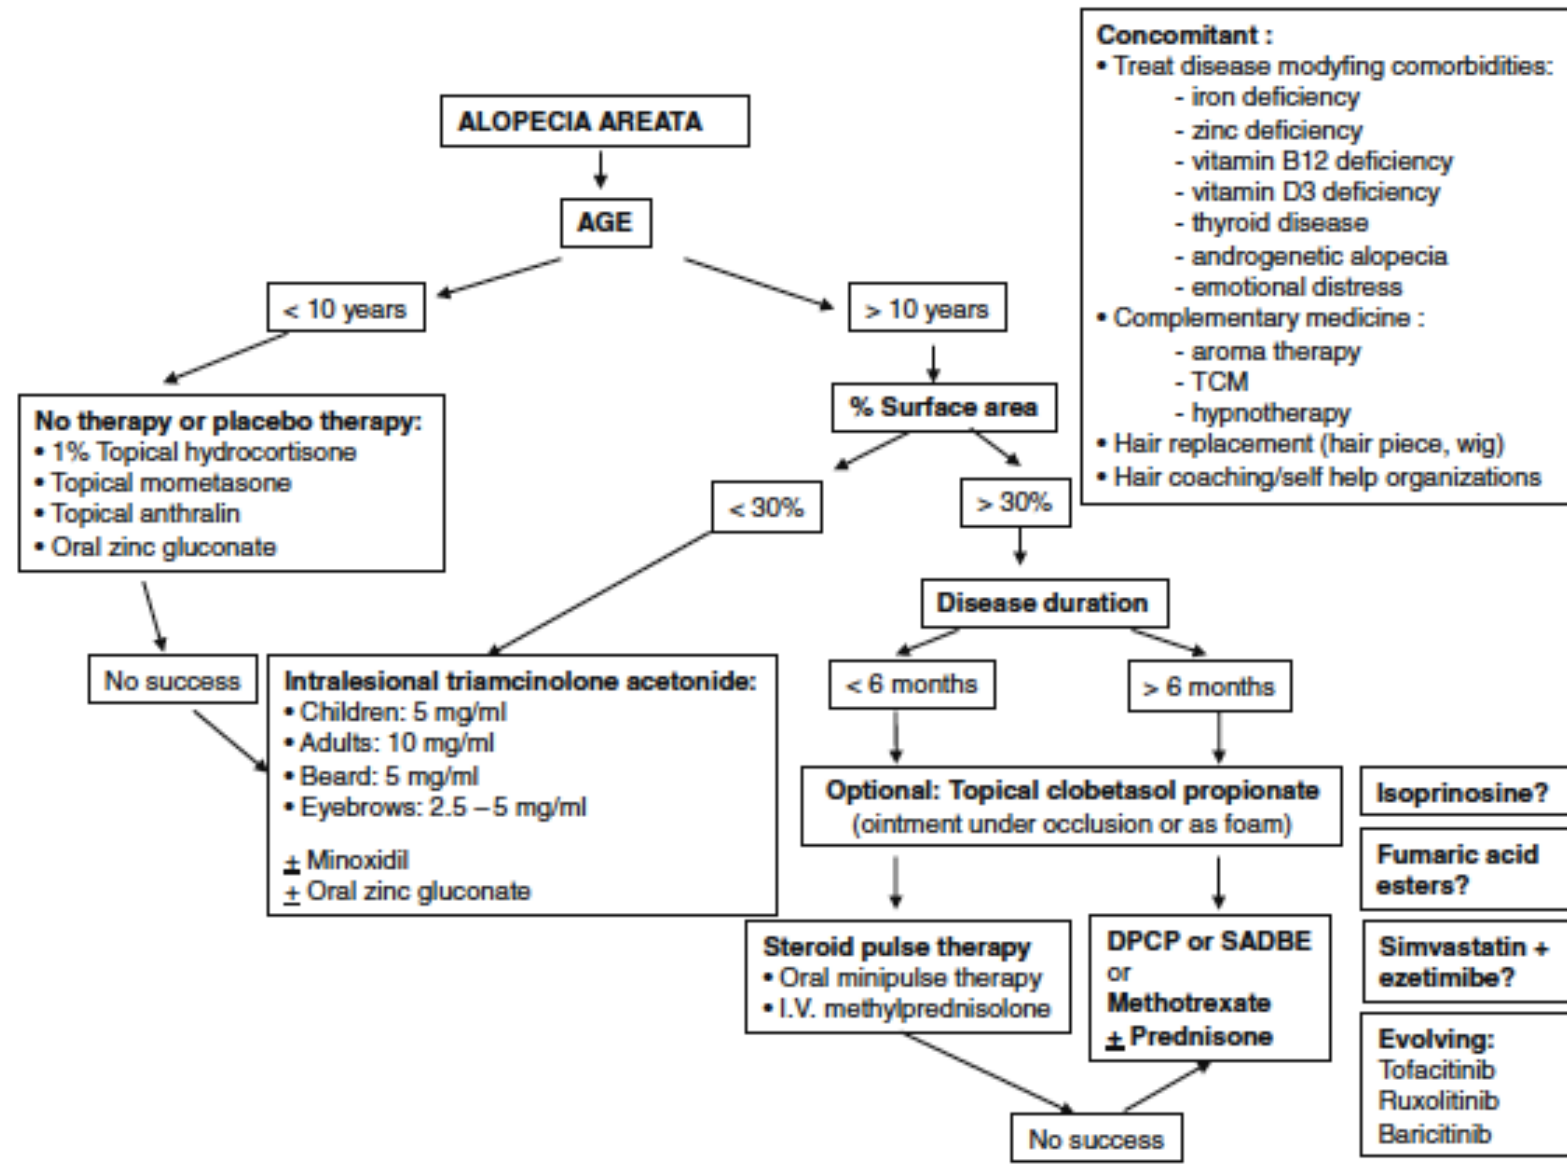 Concomitant :
• Treat disease modyfing comorbidities:
- iron deficiency
- zinc deficiency
- vitamin B12 deficiency
- vitamin D3 deficiency
- thyroid disease
- androgenetic alopecia
- emotional distress
• Complementary medicine :
- aroma therapy
- TCM
- hypnotherapy
• Hair replacement (hair piece, wig)
• Hair coaching/self help organizations
ALOPECIA AREATA
AGE
< 10 years
> 10 years
No therapy or placebo therapy:
• 1% Topical hydrocortisone
• Topical mometasone
• Topical anthralin
• Oral zinc gluconate
% Surface area
< 30%
> 30%
Disease duration
No success
Intralesional triamcinolone acetonide:
• Children: 5 mg/ml
• Adults: 10 mg/ml
• Beard: 5 mg/ml
• Eyebrows: 2.5 – 5 mg/ml
± Minoxidil
± Oral zinc gluconate
< 6 months
> 6 months
Optional: Topical clobetasol propionate
(ointment under occlusion or as foam)
Steroid pulse therapy
• Oral minipulse therapy
• I.V. methylprednisolone
DPCP or SADBE
or
Methotrexate
± Prednisone
No success
Isoprinosine?
Fumaric acid
esters?
Simvastatin +
ezetimibe?
Evolving:
Tofacitinib
Ruxolitinib
Baricitinib